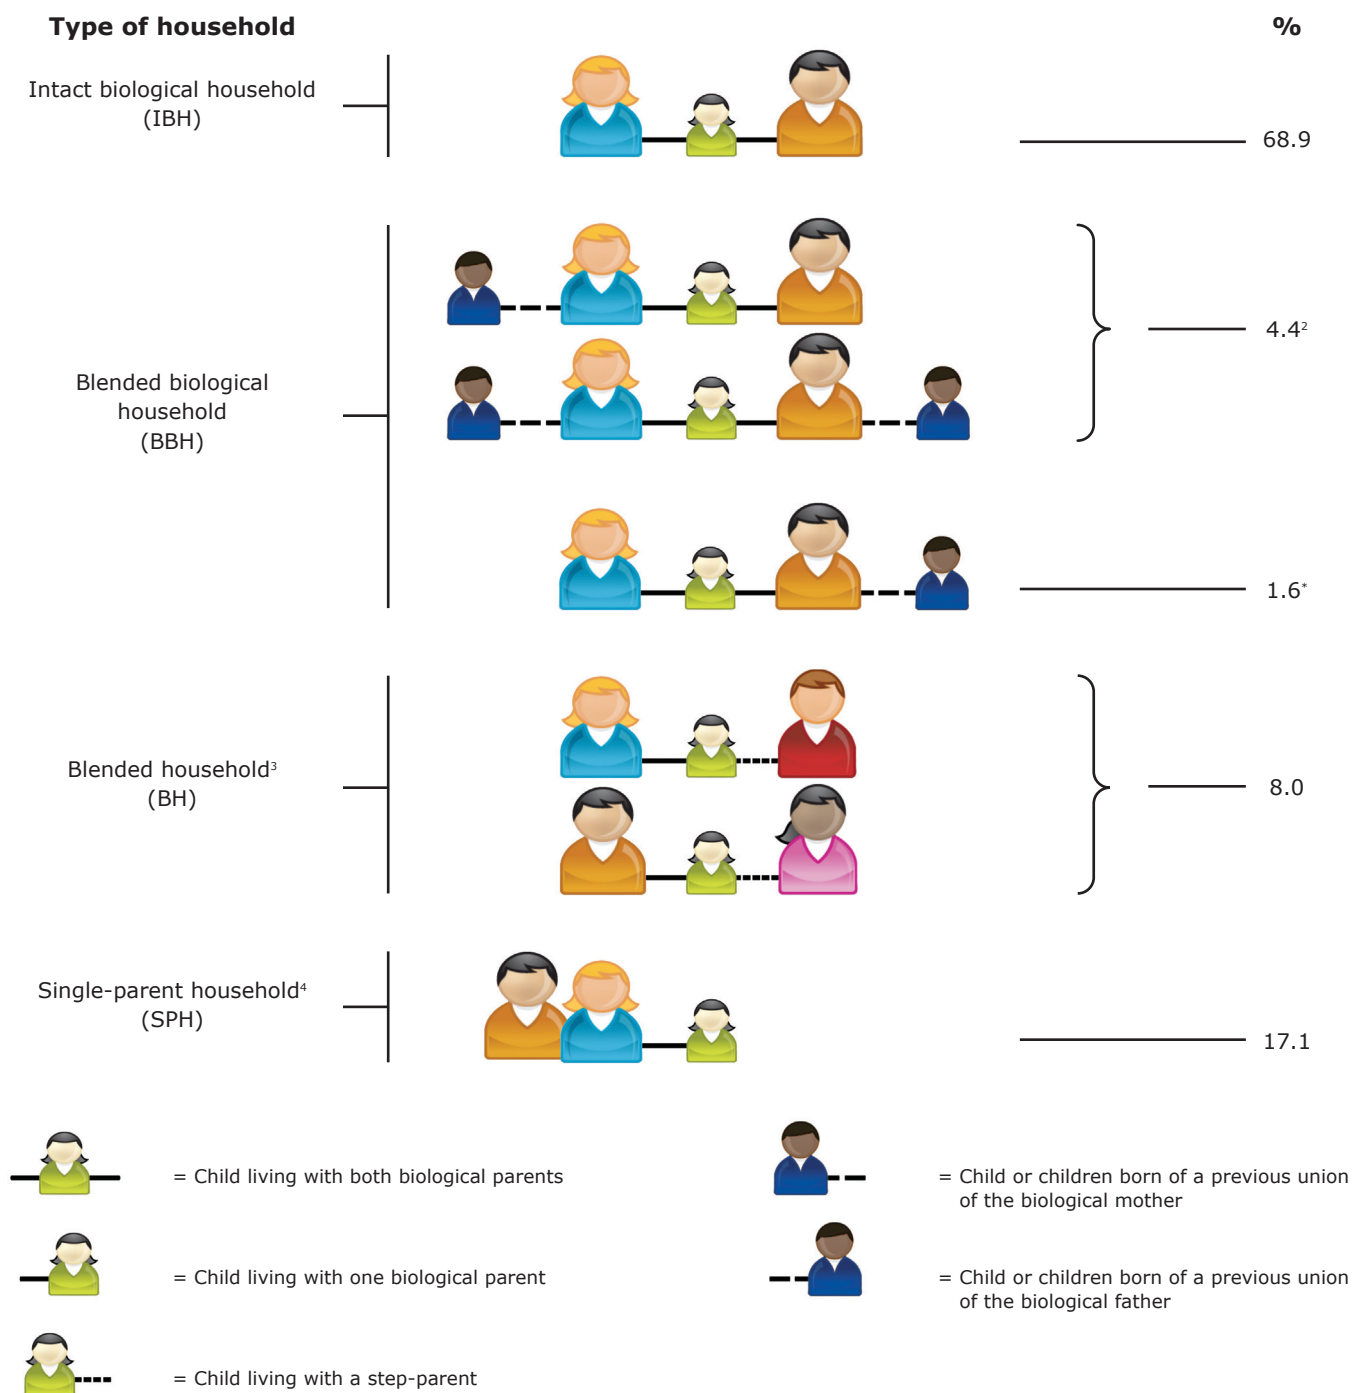 Type of household
%
Intact biological household
(IBH)
68.9
Blended biological
household
(BBH)
4.4²
1.6*
Blended household³
(BH)
8.0
Single-parent household⁴
(SPH)
17.1
= Child living with both biological parents
= Child or children born of a previous union
of the biological mother
= Child living with one biological parent
= Child or children born of a previous union
of the biological father
= Child living with a step-parent